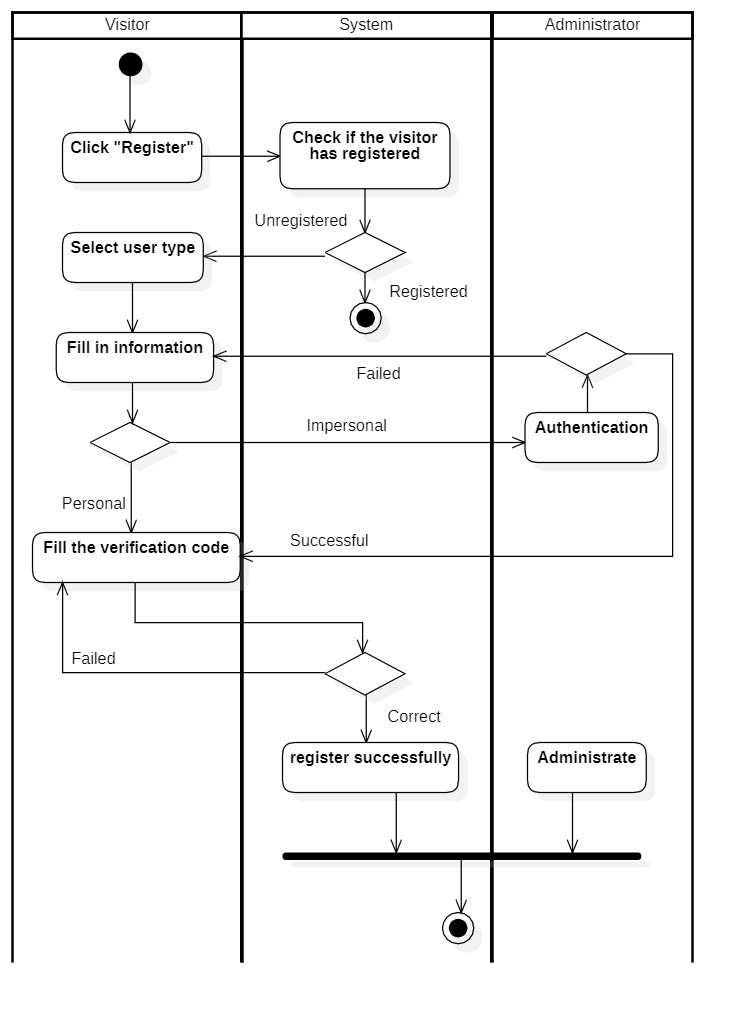 Visitor
System
Administrator
Click "Register"
Check if the visitor
has registered
Unregistered
Select user type
Registered
Fill in information
Failed
Authentication
Impersonal
Personal
Successful
Fill the verification code
Failed
Correct
register successfully
Administrate